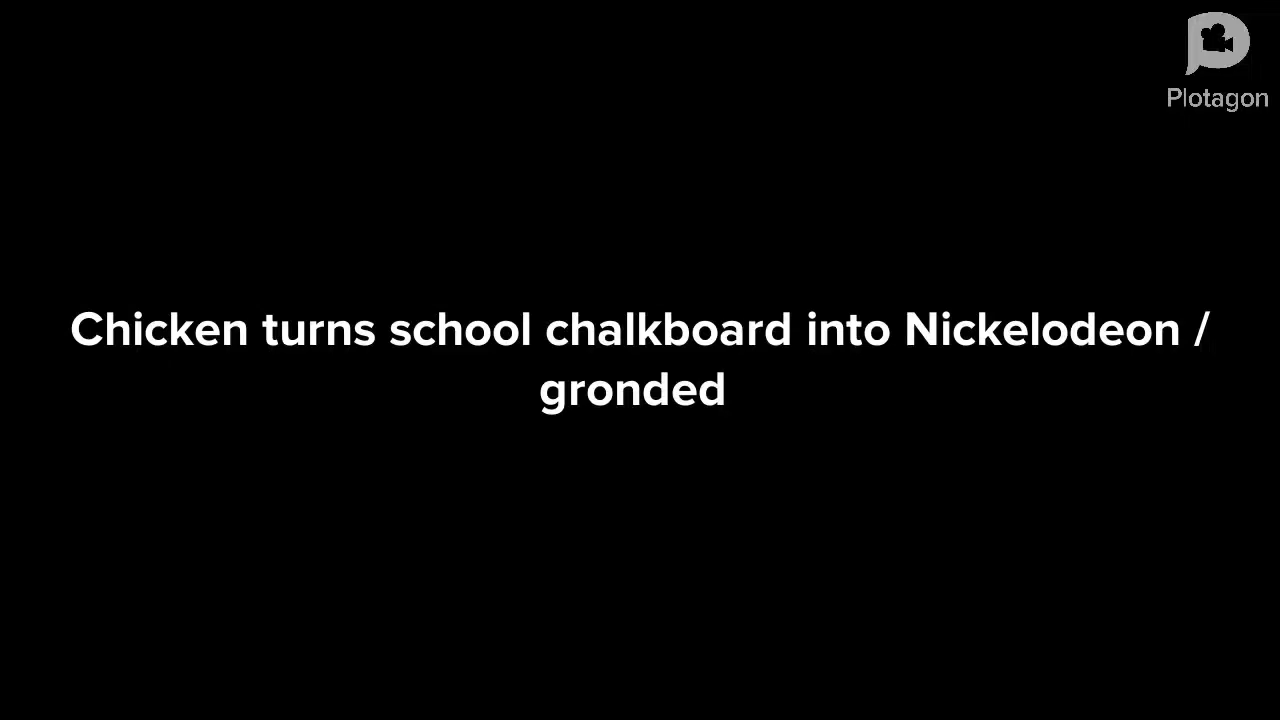 Plotagon
Chicken turns school chalkboard into Nickelodeon /
gronded